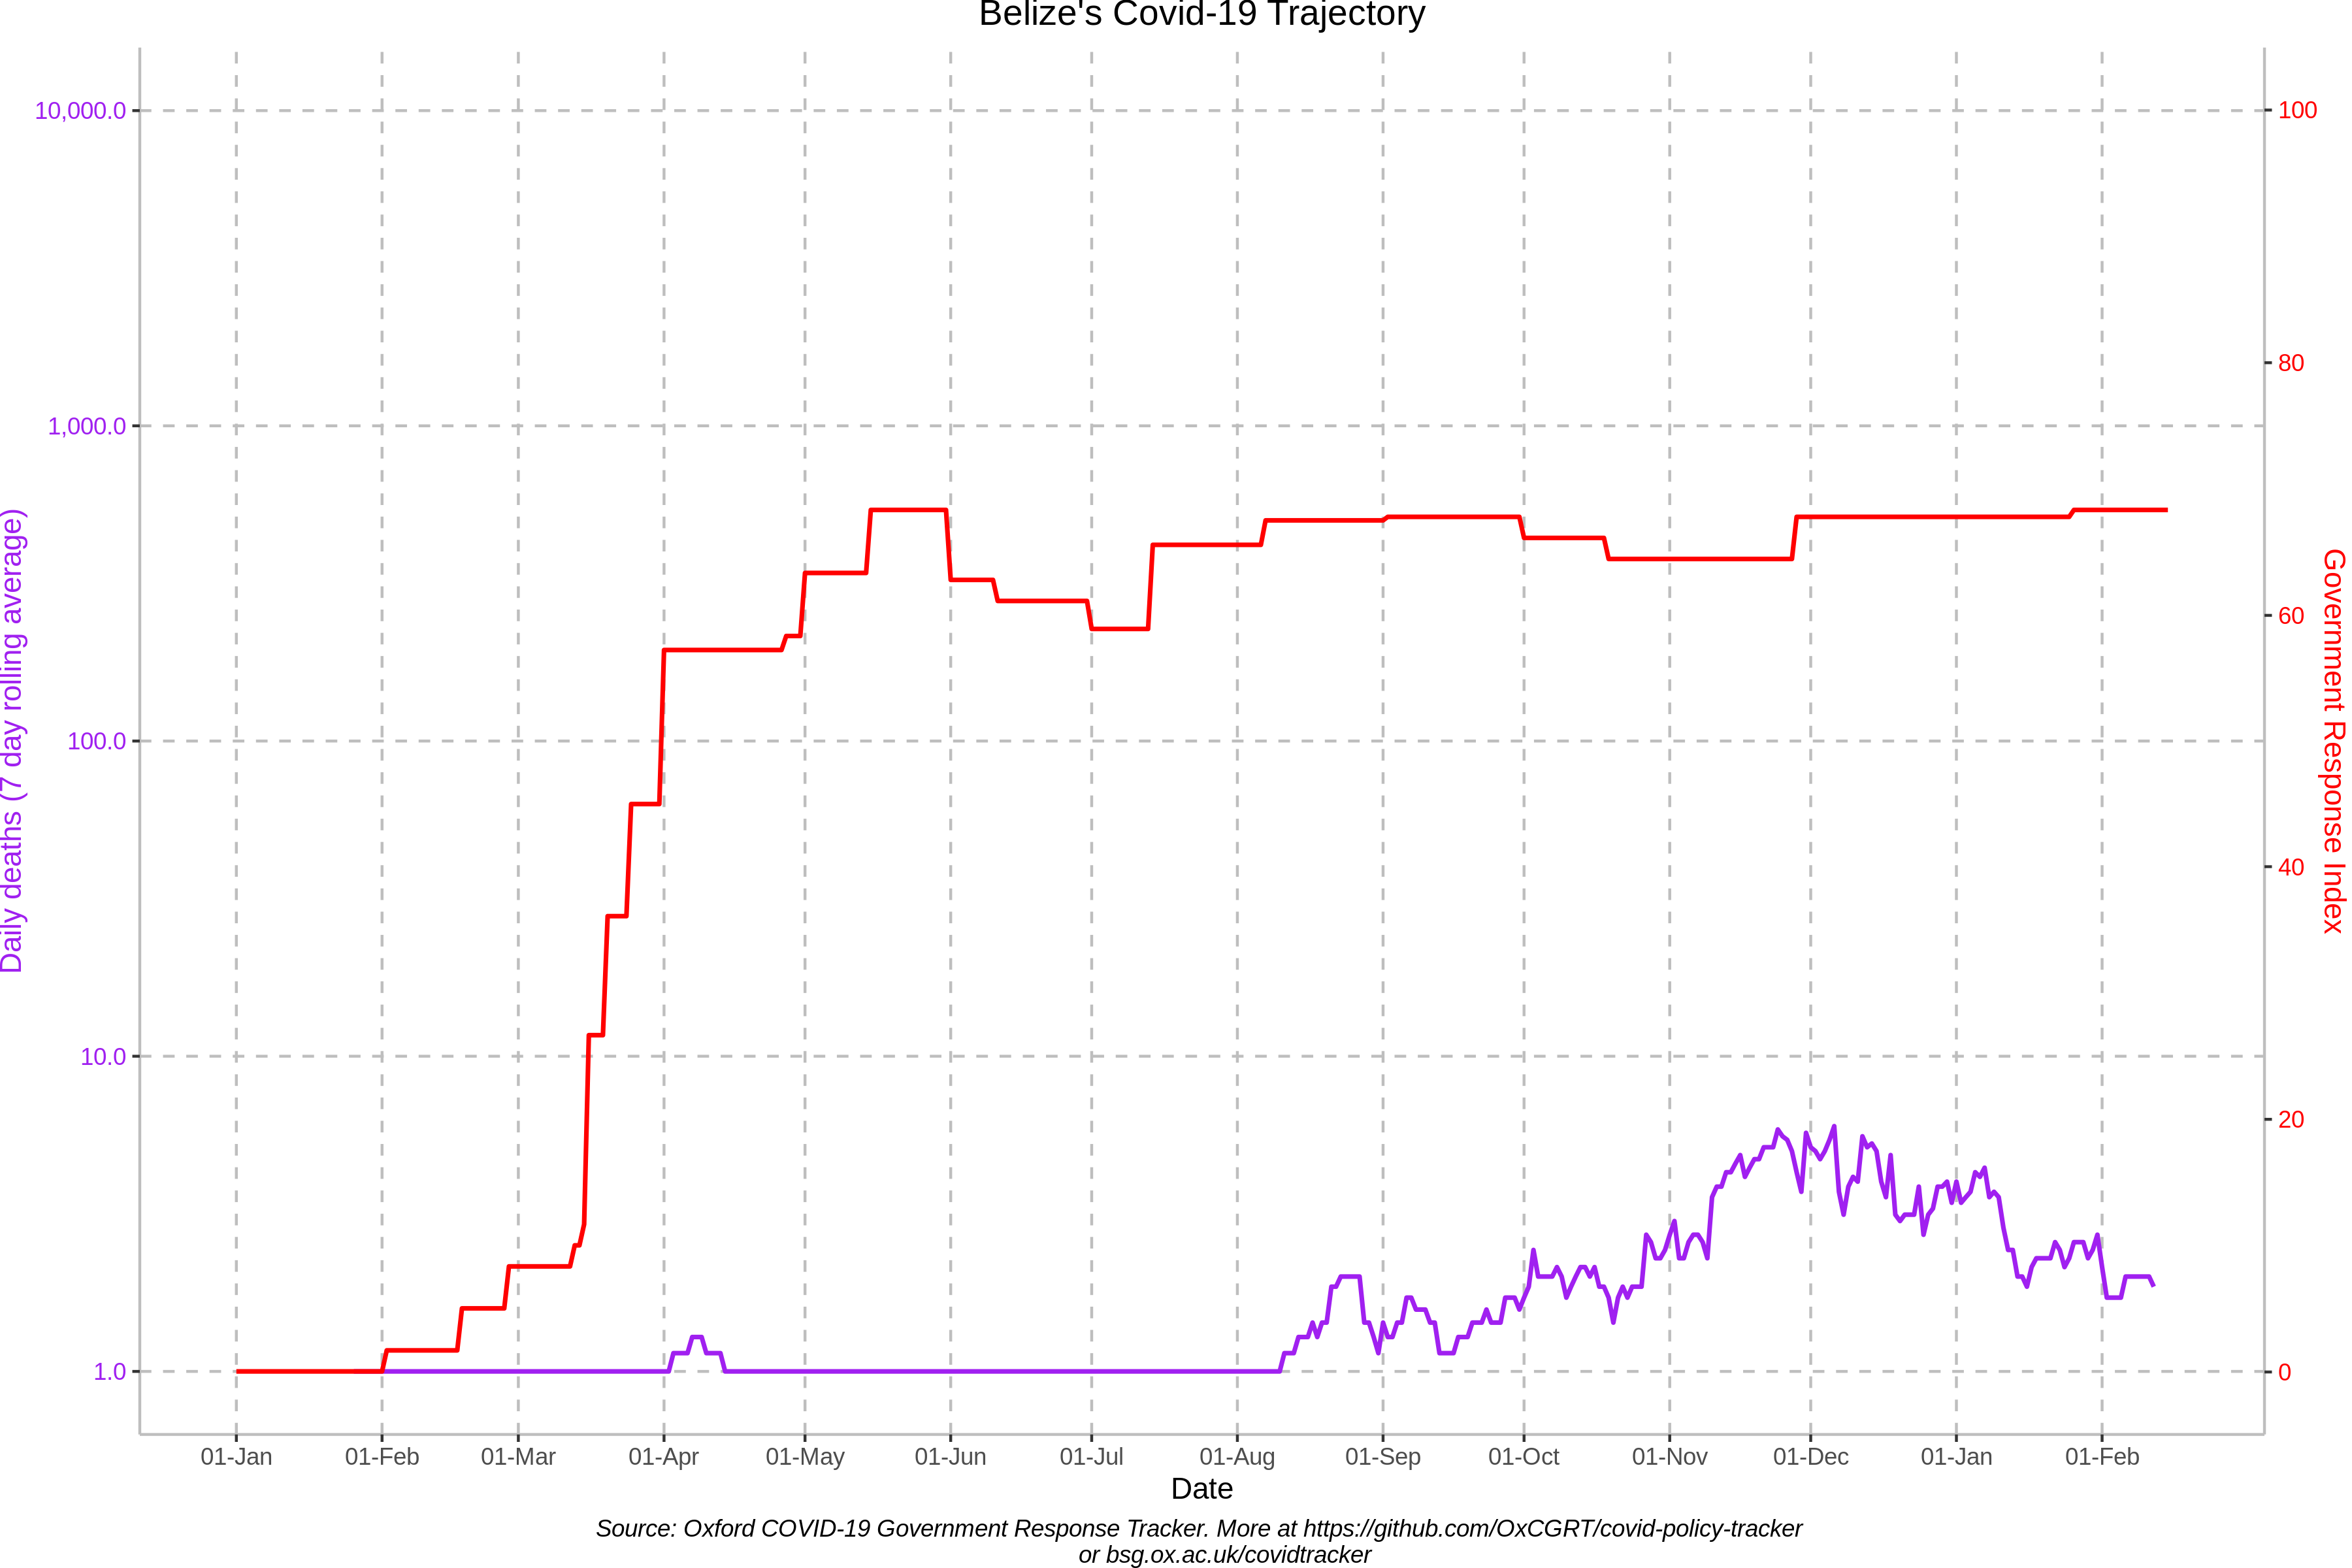 Belize's Covid-19 Trajectory
10,000.0
1,000.0
100.0
10.0
1.0
Daily deaths (7 day rolling average)
100
80
60
40
20
0
Government Response Index
01-Jan 01-Feb 01-Mar 01-Apr 01-May 01-Jun 01-Jul 01-Aug 01-Sep 01-Oct 01-Nov 01-Dec 01-Jan 01-Feb
Date
Source: Oxford COVID-19 Government Response Tracker. More at https://github.com/OxCGRT/covid-policy-tracker
or bsg.ox.ac.uk/covidtracker